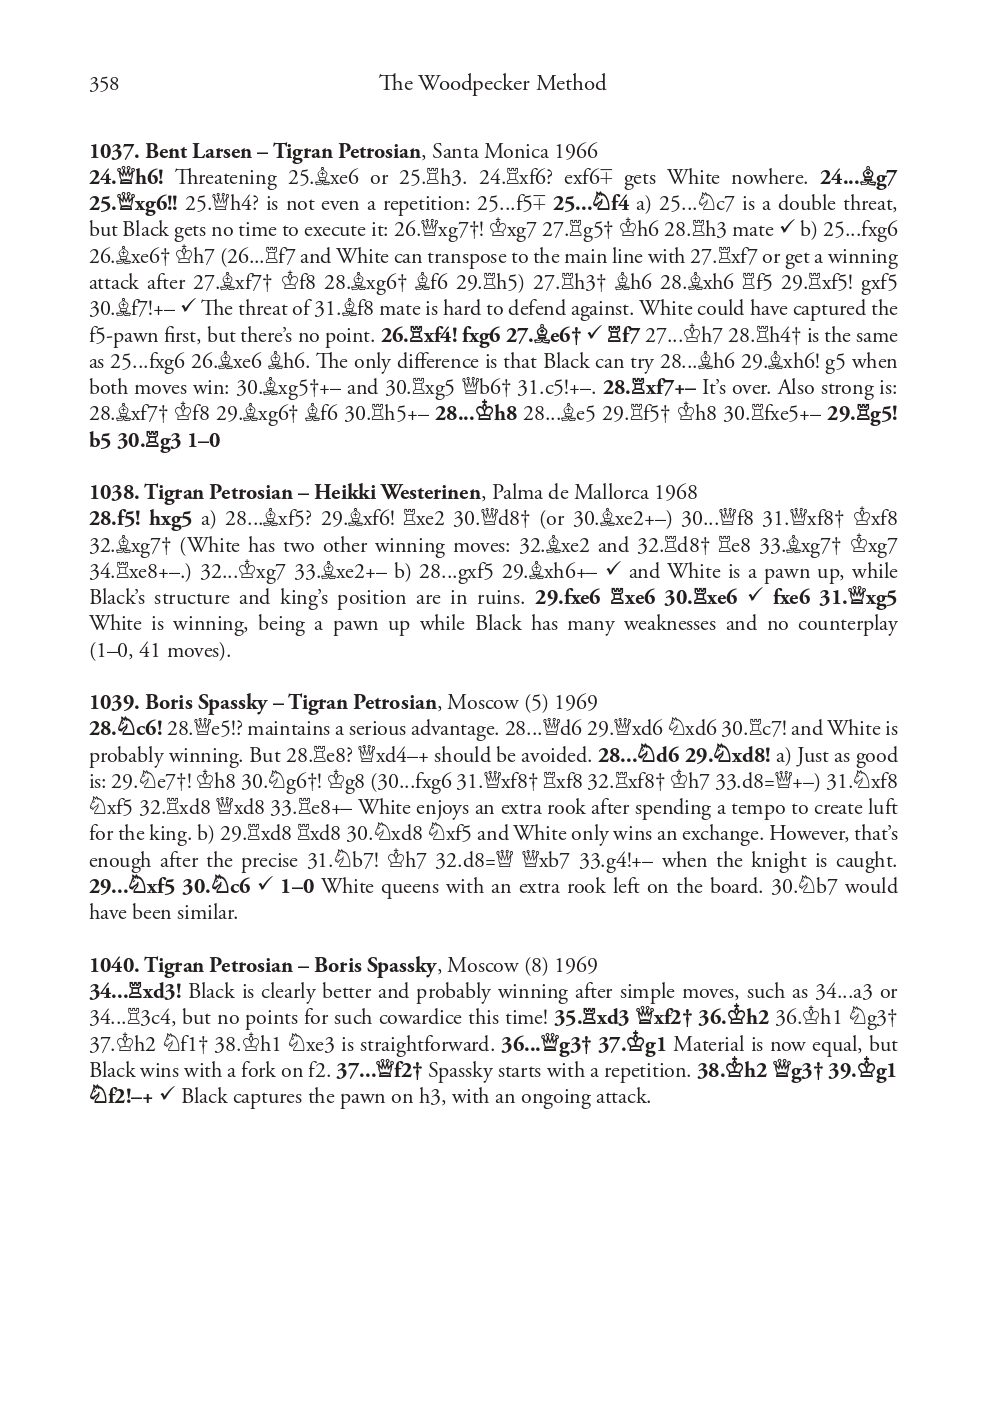 358 The Woodpecker Method
1037. Bent Larsen – Tigran Petrosian, Santa Monica 1966
24.♕h6! Threatening 25.♗xe6 or 25.♖h3. 24.♖xf6? exf6∓ gets White nowhere. 24...♗g7
25.♕xg6!! 25.♕h4? is not even a repetition: 25...f5∓ 25...♘f4 a) 25...♘c7 is a double threat,
but Black gets no time to execute it: 26.♕xg7†! ♔xg7 27.♖g5† ♔h6 28.♖h3 mate ✓ b) 25...fxg6
26.♗xe6† ♔h7 (26...♖f7 and White can transpose to the main line with 27.♖xf7 or get a winning
attack after 27.♗xf7† ♔f8 28.♗xg6† ♗f6 29.♖h5) 27.♖h3† ♗h6 28.♗xh6 ♖f5 29.♖xf5! gxf5
30.♗f7!+– ✓ The threat of 31.♗f8 mate is hard to defend against. White could have captured the
f5-pawn first, but there’s no point. 26.♖xf4! fxg6 27.♗e6† ✓ ♖f7 27...♔h7 28.♖h4† is the same
as 25...fxg6 26.♗xe6 ♗h6. The only difference is that Black can try 28...♗h6 29.♗xh6! g5 when
both moves win: 30.♗xg5†+– and 30.♖xg5 ♕b6† 31.c5!+–. 28.♖xf7+– It’s over. Also strong is:
28.♗xf7† ♔f8 29.♗xg6† ♗f6 30.♖h5+– 28...♔h8 28...♗e5 29.♖f5† ♔h8 30.♖fxe5+– 29.♖g5!
b5 30.♖g3 1–0
1038. Tigran Petrosian – Heikki Westerinen, Palma de Mallorca 1968
28.f5! hxg5 a) 28...♗xf5? 29.♗xf6! ♖xe2 30.♕d8† (or 30.♗xe2+–) 30...♕f8 31.♕xf8† ♔xf8
32.♗xg7† (White has two other winning moves: 32.♗xe2 and 32.♖d8† ♖e8 33.♗xg7† ♔xg7
34.♖xe8+–.) 32...♔xg7 33.♗xe2+– b) 28...gxf5 29.♗xh6+– ✓ and White is a pawn up, while
Black’s structure and king’s position are in ruins. 29.fxe6 ♖xe6 30.♖xe6 ✓ fxe6 31.♕xg5
White is winning, being a pawn up while Black has many weaknesses and no counterplay
(1–0, 41 moves).
1039. Boris Spassky – Tigran Petrosian, Moscow (5) 1969
28.♘c6! 28.♕e5!? maintains a serious advantage. 28...♕d6 29.♕xd6 ♘xd6 30.♖c7! and White is
probably winning. But 28.♖e8? ♕xd4–+ should be avoided. 28...♘d6 29.♘xd8! a) Just as good
is: 29.♘e7†! ♔h8 30.♘g6†! ♔g8 (30...fxg6 31.♕xf8† ♖xf8 32.♖xf8† ♔h7 33.d8=♕+–) 31.♘xf8
♘xf5 32.♖xd8 ♕xd8 33.♖e8+– White enjoys an extra rook after spending a tempo to create luft
for the king. b) 29.♖xd8 ♖xd8 30.♘xd8 ♘xf5 and White only wins an exchange. However, that’s
enough after the precise 31.♘b7! ♔h7 32.d8=♕ ♕xb7 33.g4!+– when the knight is caught.
29...♘xf5 30.♘c6 ✓ 1–0 White queens with an extra rook left on the board. 30.♘b7 would
have been similar.
1040. Tigran Petrosian – Boris Spassky, Moscow (8) 1969
34...♖xd3! Black is clearly better and probably winning after simple moves, such as 34...a3 or
34...♖3c4, but no points for such cowardice this time! 35.♖xd3 ♕xf2† 36.♔h2 36.♔h1 ♘g3†
37.♔h2 ♘f1† 38.♔h1 ♘xe3 is straightforward. 36...♕g3† 37.♔g1 Material is now equal, but
Black wins with a fork on f2. 37...♕f2† Spassky starts with a repetition. 38.♔h2 ♕g3† 39.♔g1
♘f2!–+ ✓ Black captures the pawn on h3, with an ongoing attack.